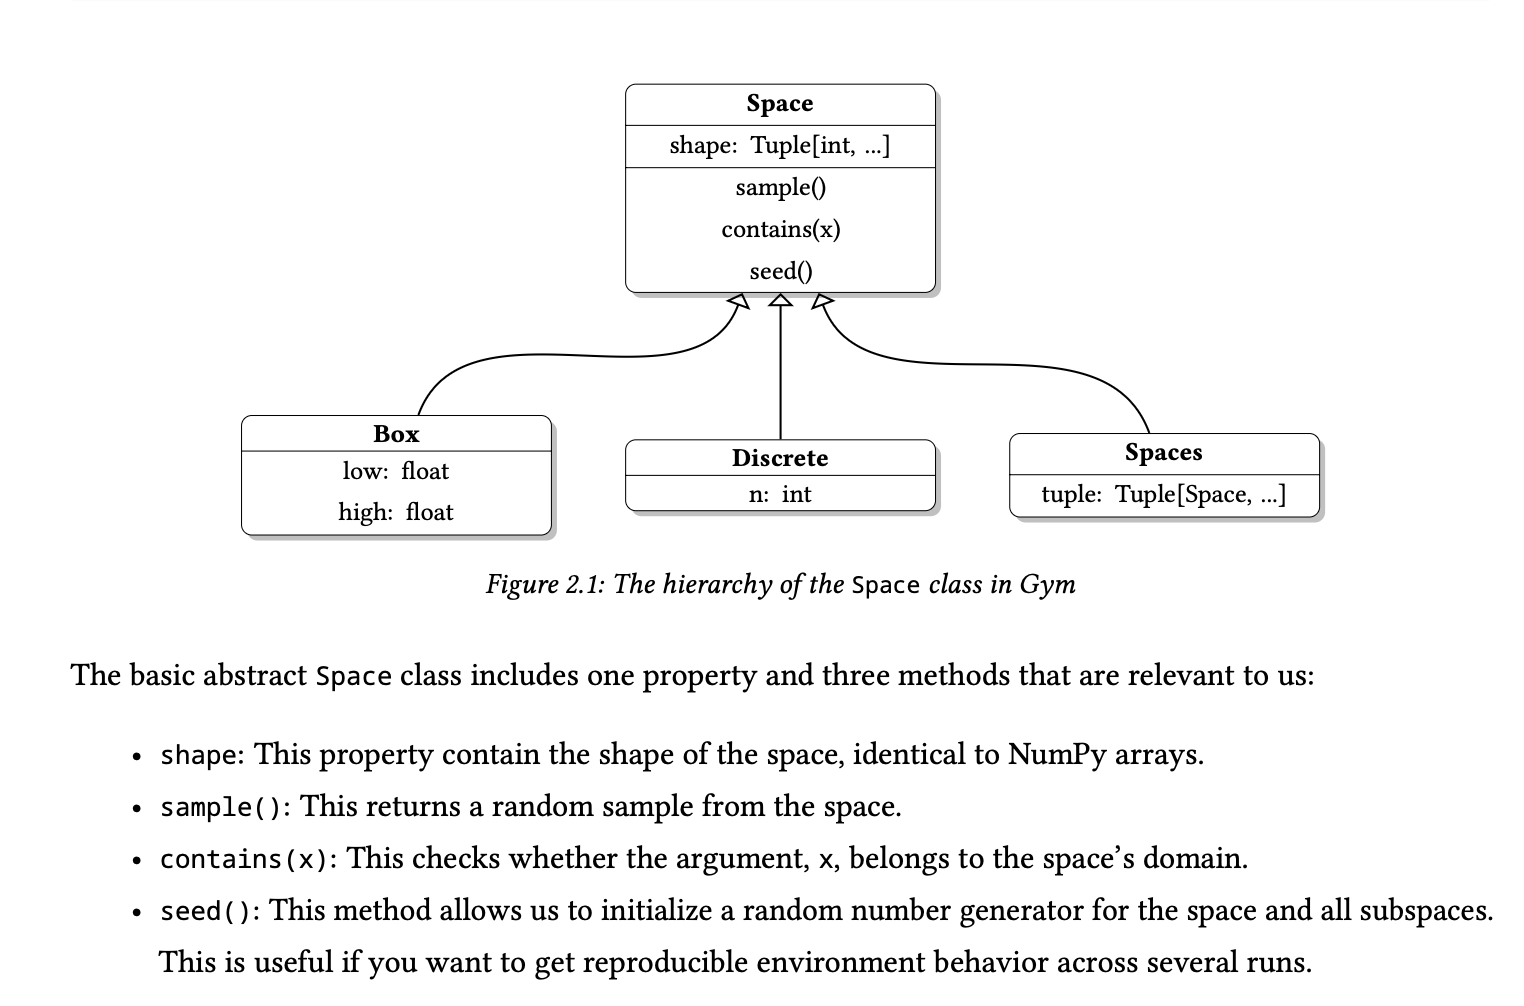 Space
shape: Tuple[int, ...]
sample()
contains(x)
seed()
Box
low: float
high: float
Discrete
n: int
Spaces
tuple: Tuple[Space, ...]
Figure 2.1: The hierarchy of the Space class in Gym
The basic abstract Space class includes one property and three methods that are relevant to us:
• shape: This property contain the shape of the space, identical to NumPy arrays.
• sample(): This returns a random sample from the space.
• contains(x): This checks whether the argument, x, belongs to the space’s domain.
• seed(): This method allows us to initialize a random number generator for the space and all subspaces.
This is useful if you want to get reproducible environment behavior across several runs.